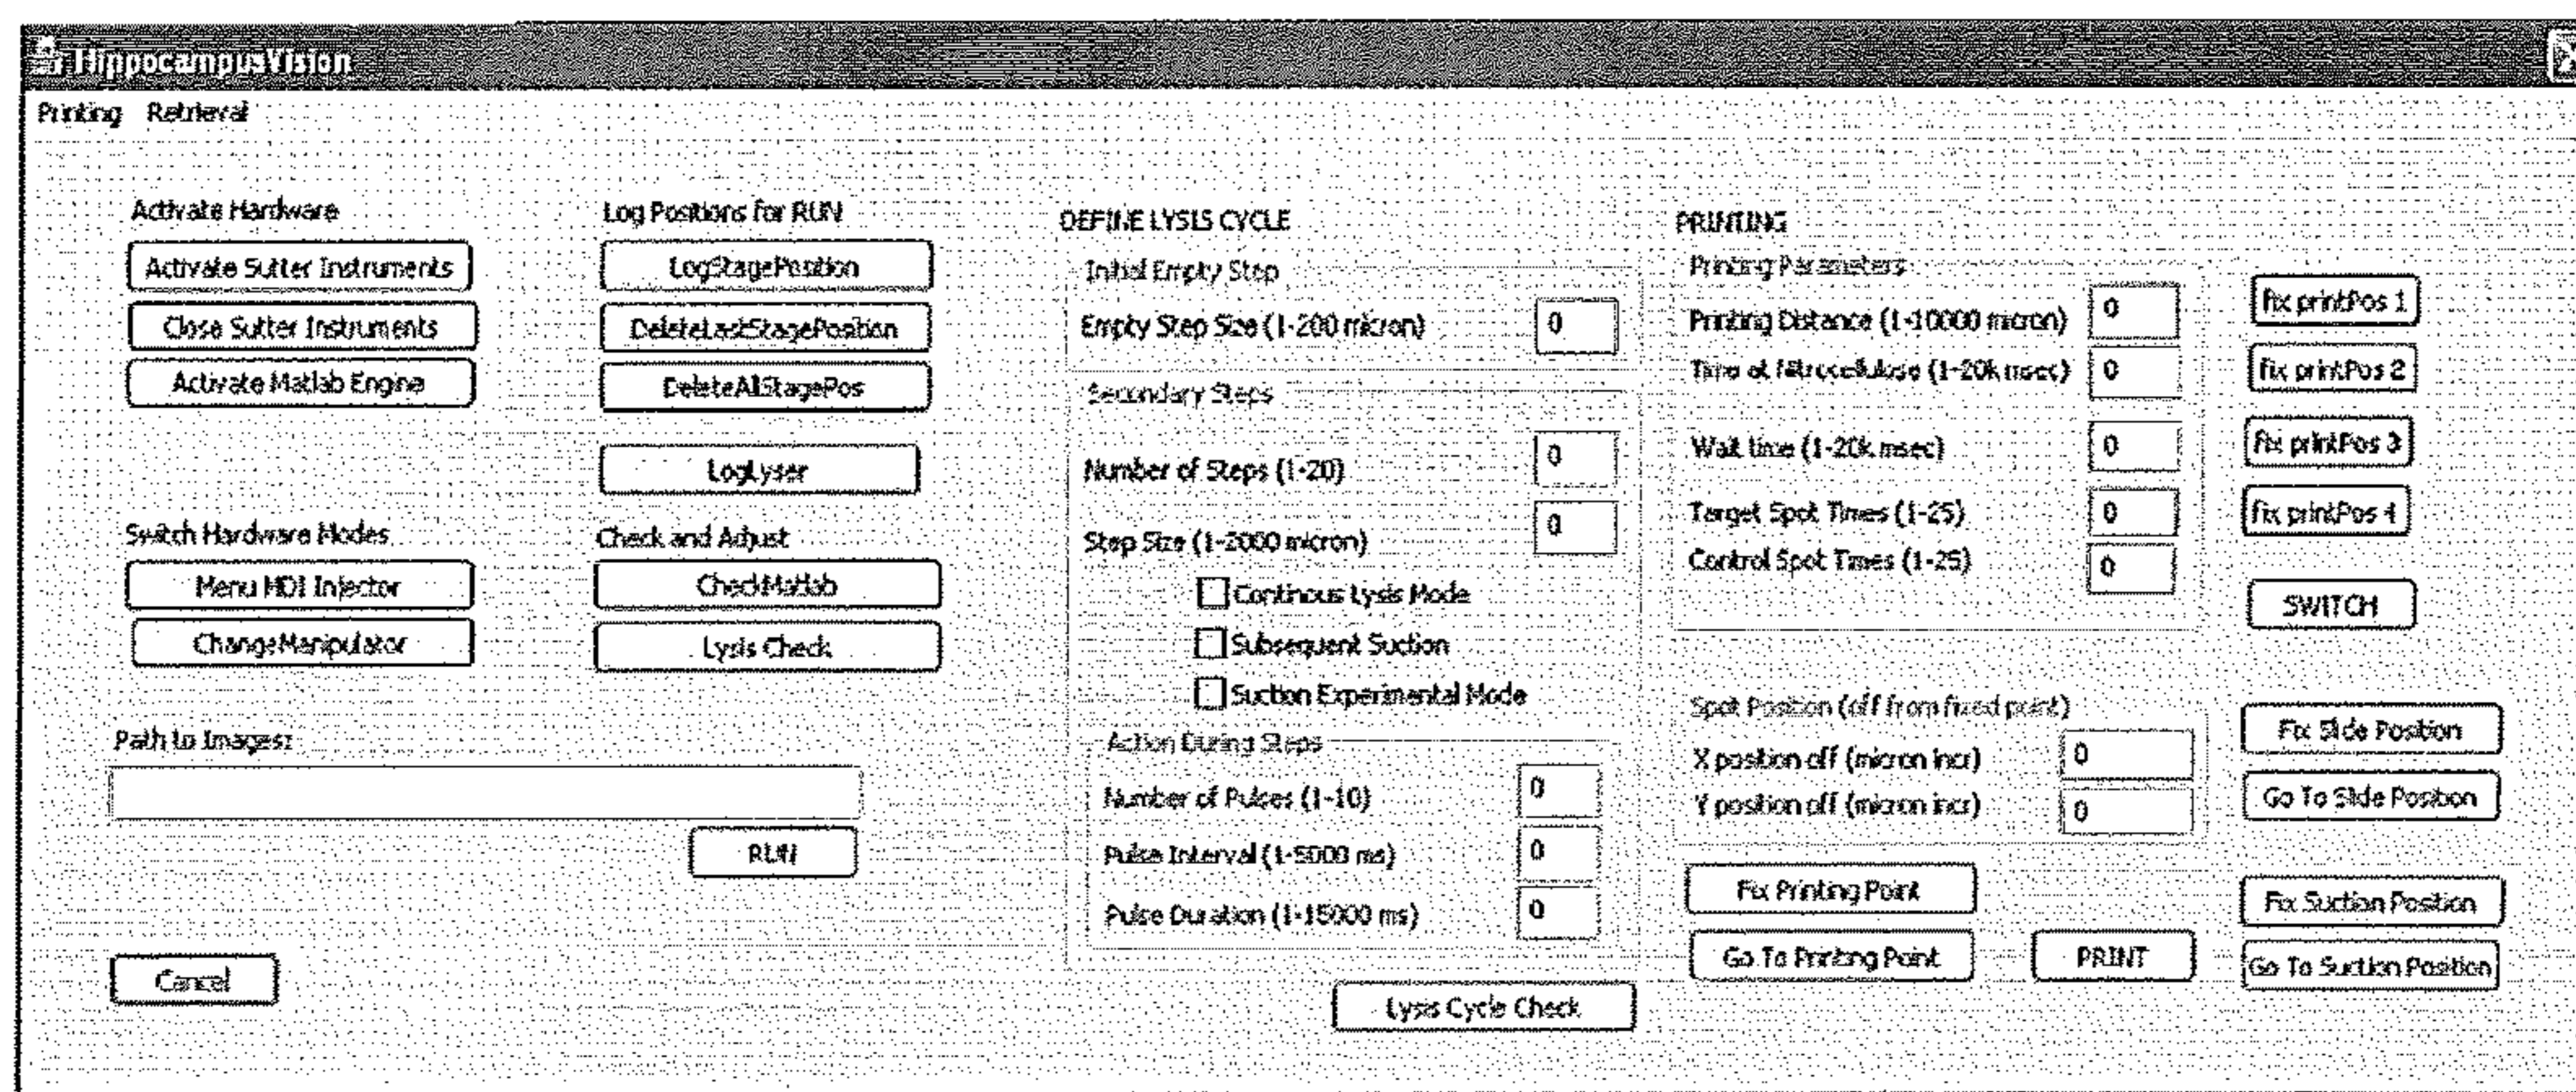 HippocampusVision
Printing Retrieval
Activate Hardware
Activate Sutter Instruments
Close Sutter Instruments
Activate Matlab Engine
Switch Hardware Modes
Menu MDI Injector
ChangeManipulator
Path to Images:
RUN
Cancel
Log Positions for RUN
LogStagePosition
DeleteLastStagePosition
DeleteAllStagePos
LogLyser
Check and Adjust
CheckMatlab
Lysis Check
DEFINE LYSIS CYCLE
Initial Empty Step
Empty Step Size (1-200 micron) 0
Secondary Steps
Number of Steps (1-20) 0
Step Size (1-2000 micron) 0
Continous Lysis Mode
Subsequent Suction
Suction Experimental Mode
Action During Steps
Number of Pulses (1-10) 0
Pulse Interval (1-5000 ms) 0
Pulse Duration (1-15000 ms) 0
Lysis Cycle Check
PRINTING
Printing Parameters
Printing Distance (1-10000 micron) 0
Time at Nitrocellulose (1-20k msec) 0
Wait time (1-20k msec) 0
Target Spot Times (1-25) 0
Control Spot Times (1-25) 0
Spot Position (off from fixed point)
X position off (micron incr) 0
Y position off (micron incr) 0
Fix Printing Point
Go To Printing Point
PRINT
fix printPos 1
fix printPos 2
fix printPos 3
fix printPos 4
SWITCH
Fix Slide Position
Go To Slide Position
Fix Suction Position
Go To Suction Position